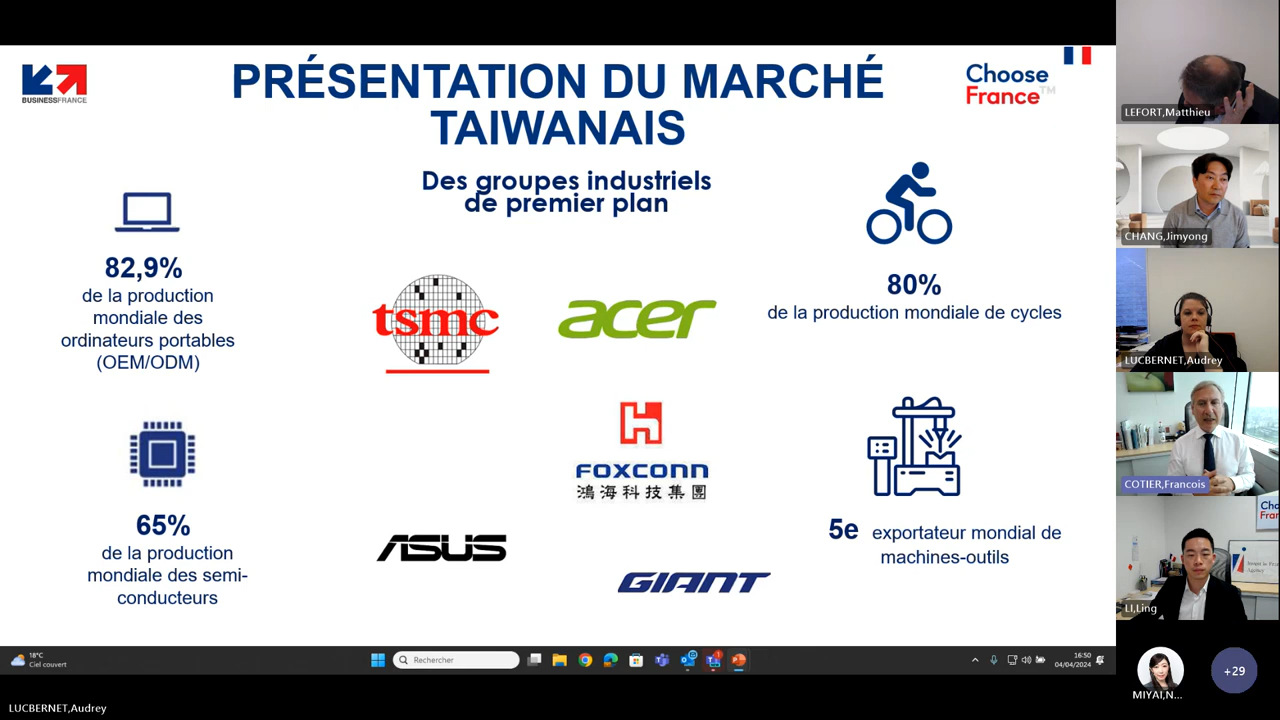 BUSINESSFRANCE
PRÉSENTATION DU MARCHÉ
TAIWANAIS
Choose
France™
Des groupes industriels
de premier plan
82,9%
de la production
mondiale des
ordinateurs portables
(OEM/ODM)
tsmc
acer
80%
de la production mondiale de cycles
65%
de la production
mondiale des semi-
conducteurs
FOXCONN
鴻海科技集團
ASUS
GIANT
5e exportateur mondial de
machines-outils
18°C
Ciel couvert
Rechercher
16:50
04/04/2024
LUCBERNET,Audrey
LEFORT,Matthieu
CHANG,Jimyong
LUCBERNET,Audrey
COTIER,Francois
LI,Ling
MIYAI,N...
+29